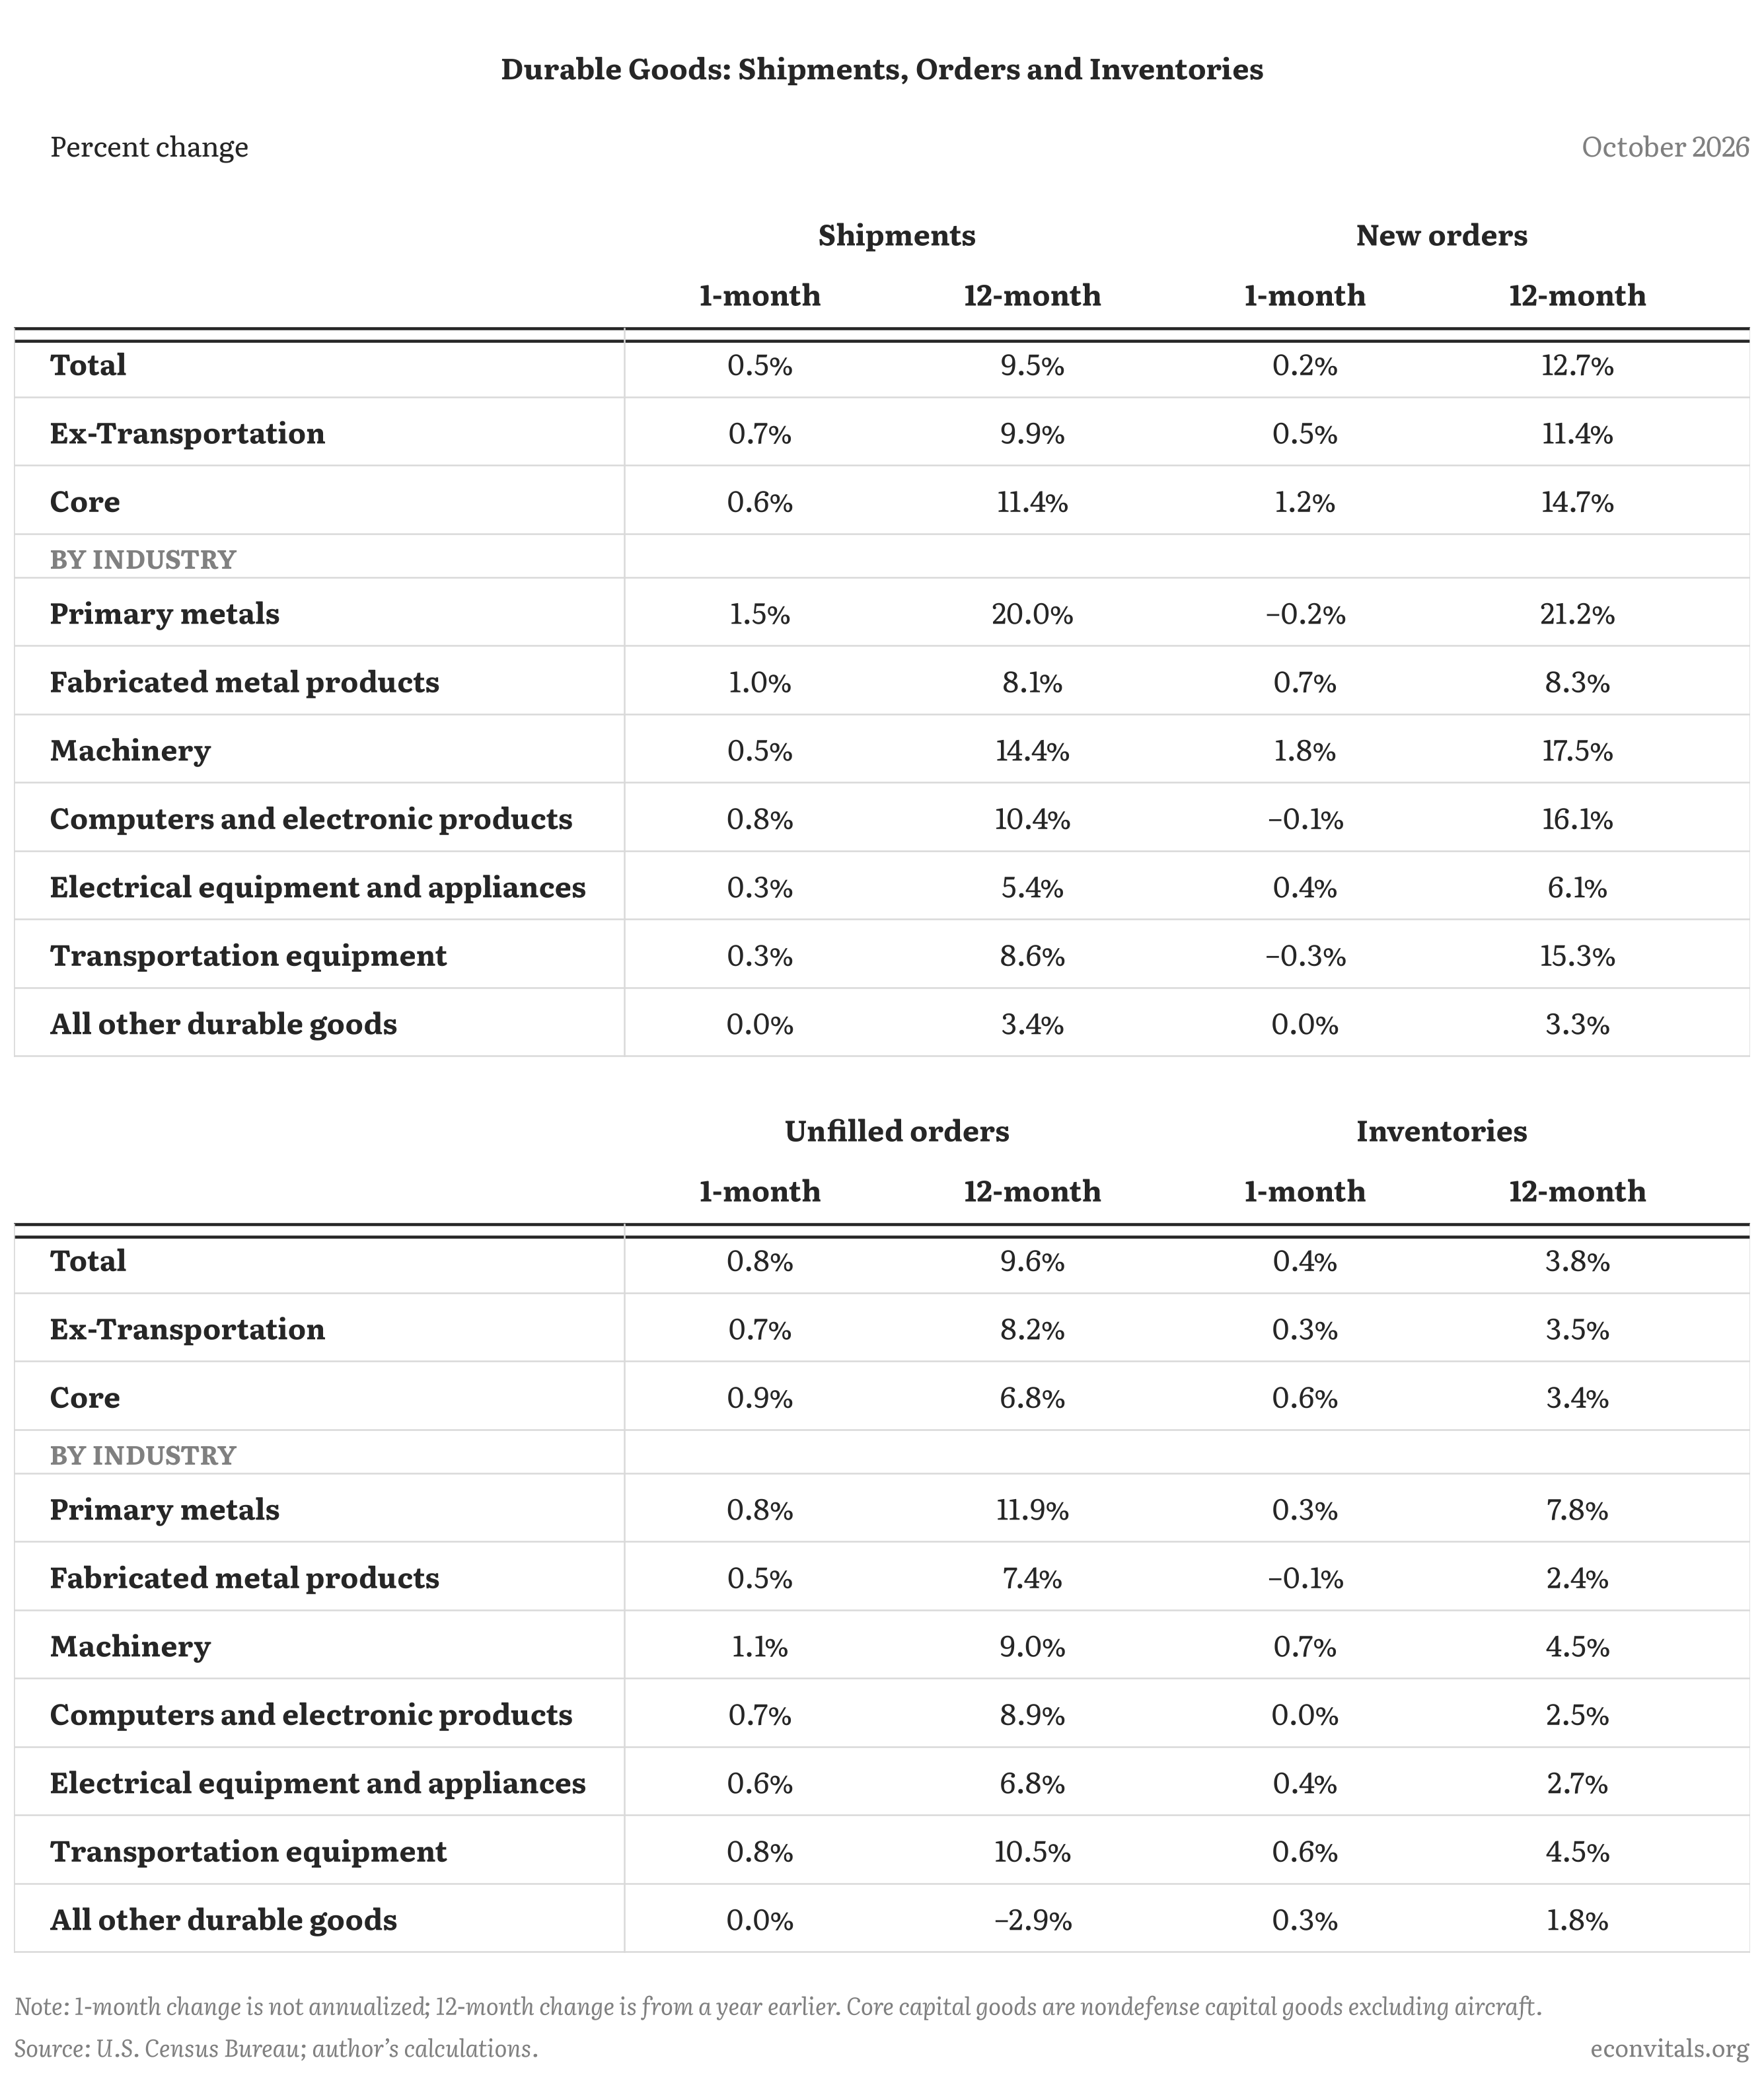 Durable Goods: Shipments, Orders and Inventories
Percent change October 2026
Shipments New orders
1-month 12-month 1-month 12-month
Total 0.5% 9.5% 0.2% 12.7%
Ex-Transportation 0.7% 9.9% 0.5% 11.4%
Core 0.6% 11.4% 1.2% 14.7%
BY INDUSTRY
Primary metals 1.5% 20.0% −0.2% 21.2%
Fabricated metal products 1.0% 8.1% 0.7% 8.3%
Machinery 0.5% 14.4% 1.8% 17.5%
Computers and electronic products 0.8% 10.4% −0.1% 16.1%
Electrical equipment and appliances 0.3% 5.4% 0.4% 6.1%
Transportation equipment 0.3% 8.6% −0.3% 15.3%
All other durable goods 0.0% 3.4% 0.0% 3.3%
Unfilled orders Inventories
1-month 12-month 1-month 12-month
Total 0.8% 9.6% 0.4% 3.8%
Ex-Transportation 0.7% 8.2% 0.3% 3.5%
Core 0.9% 6.8% 0.6% 3.4%
BY INDUSTRY
Primary metals 0.8% 11.9% 0.3% 7.8%
Fabricated metal products 0.5% 7.4% −0.1% 2.4%
Machinery 1.1% 9.0% 0.7% 4.5%
Computers and electronic products 0.7% 8.9% 0.0% 2.5%
Electrical equipment and appliances 0.6% 6.8% 0.4% 2.7%
Transportation equipment 0.8% 10.5% 0.6% 4.5%
All other durable goods 0.0% −2.9% 0.3% 1.8%
Note: 1-month change is not annualized; 12-month change is from a year earlier. Core capital goods are nondefense capital goods excluding aircraft.
Source: U.S. Census Bureau; author’s calculations. econvitals.org